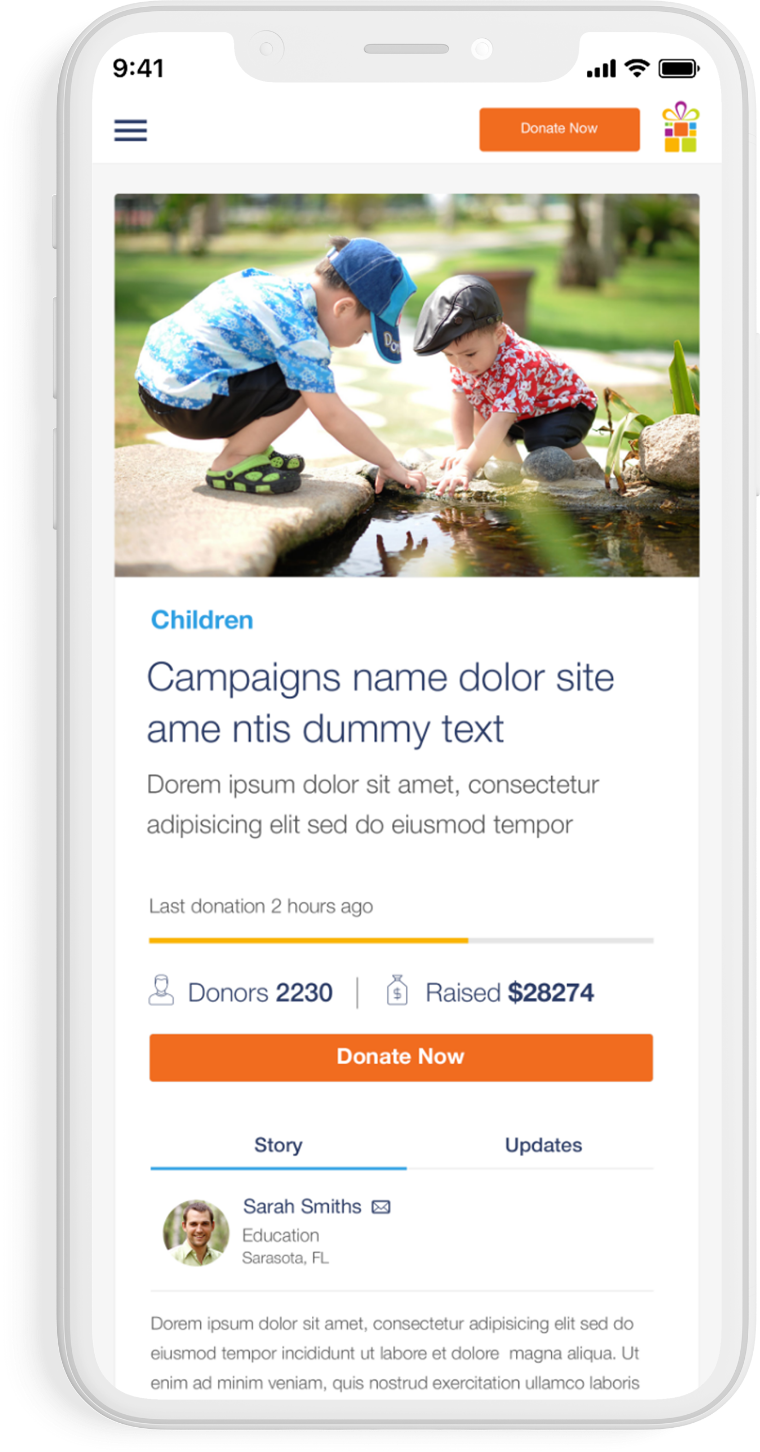 9:41
Donate Now
Do
Children
Campaigns name dolor site
ame ntis dummy text
Dorem ipsum dolor sit amet, consectetur
adipisicing elit sed do eiusmod tempor
Last donation 2 hours ago
Donors 2230 | Raised $28274
Donate Now
Story Updates
Sarah Smiths
Education
Sarasota, FL
Dorem ipsum dolor sit amet, consectetur adipisicing elit sed do
eiusmod tempor incididunt ut labore et dolore magna aliqua. Ut
enim ad minim veniam, quis nostrud exercitation ullamco laboris